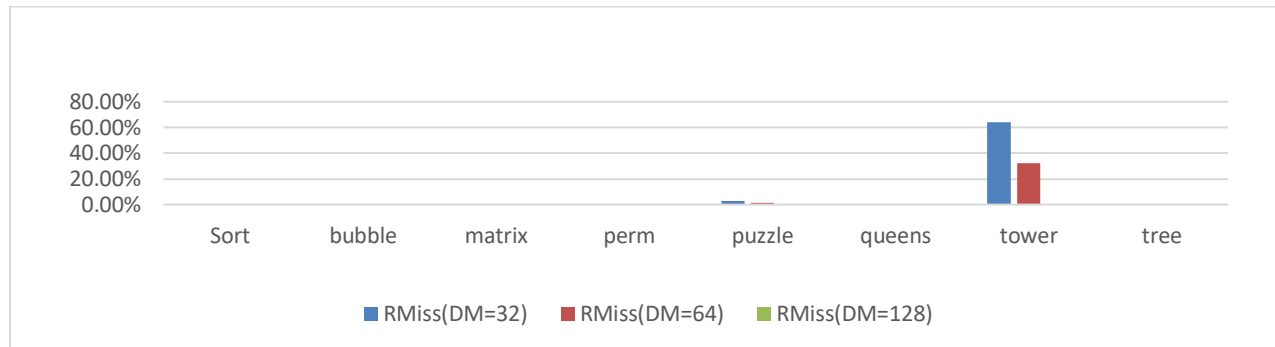 80.00%
60.00%
40.00%
20.00%
0.00%
Sort bubble matrix perm puzzle queens tower tree
RMiss(DM=32) RMiss(DM=64) RMiss(DM=128)